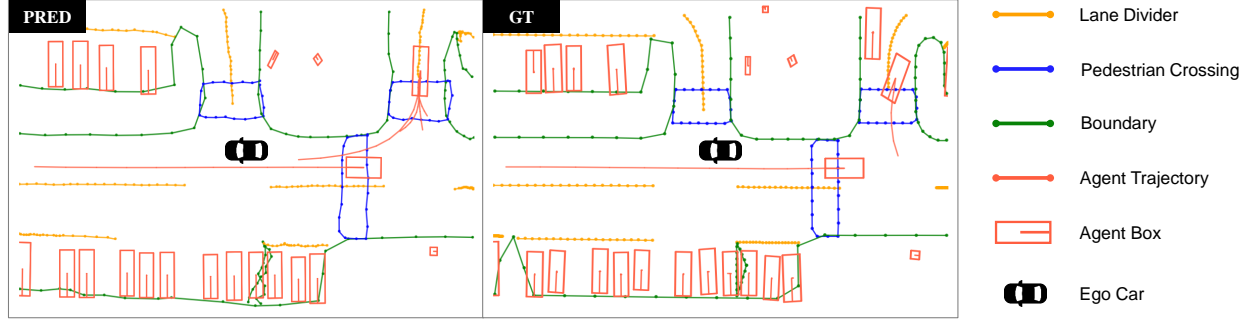 PRED
GT
Lane Divider
Pedestrian Crossing
Boundary
Agent Trajectory
Agent Box
Ego Car